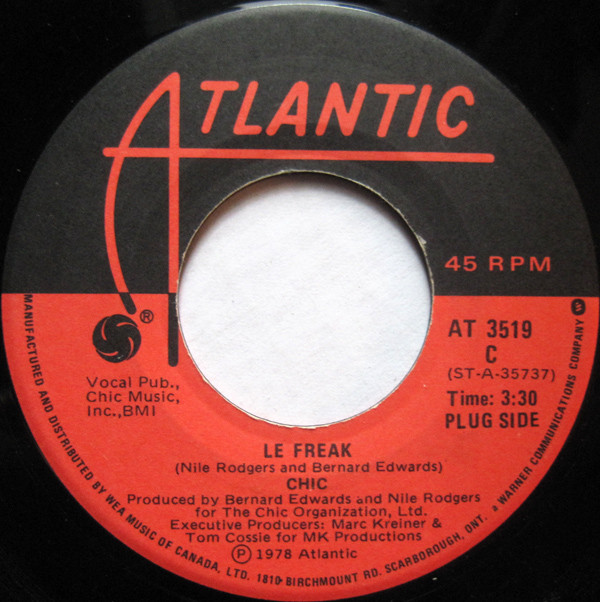 ATLANTIC
45 RPM
®
AT 3519
C
(ST-A-35737)
Time: 3:30
PLUG SIDE
Vocal Pub.,
Chic Music,
Inc.,BMI
LE FREAK
(Nile Rodgers and Bernard Edwards)
CHIC
Produced by Bernard Edwards and Nile Rodgers
for The Chic Organization, Ltd.
Executive Producers: Marc Kreiner &
Tom Cossie for MK Productions
Ⓟ 1978 Atlantic
MANUFACTURED AND DISTRIBUTED BY WEA MUSIC OF CANADA, LTD. 1810 BIRCHMOUNT RD. SCARBOROUGH, ONT. a WARNER COMMUNICATIONS COMPANY